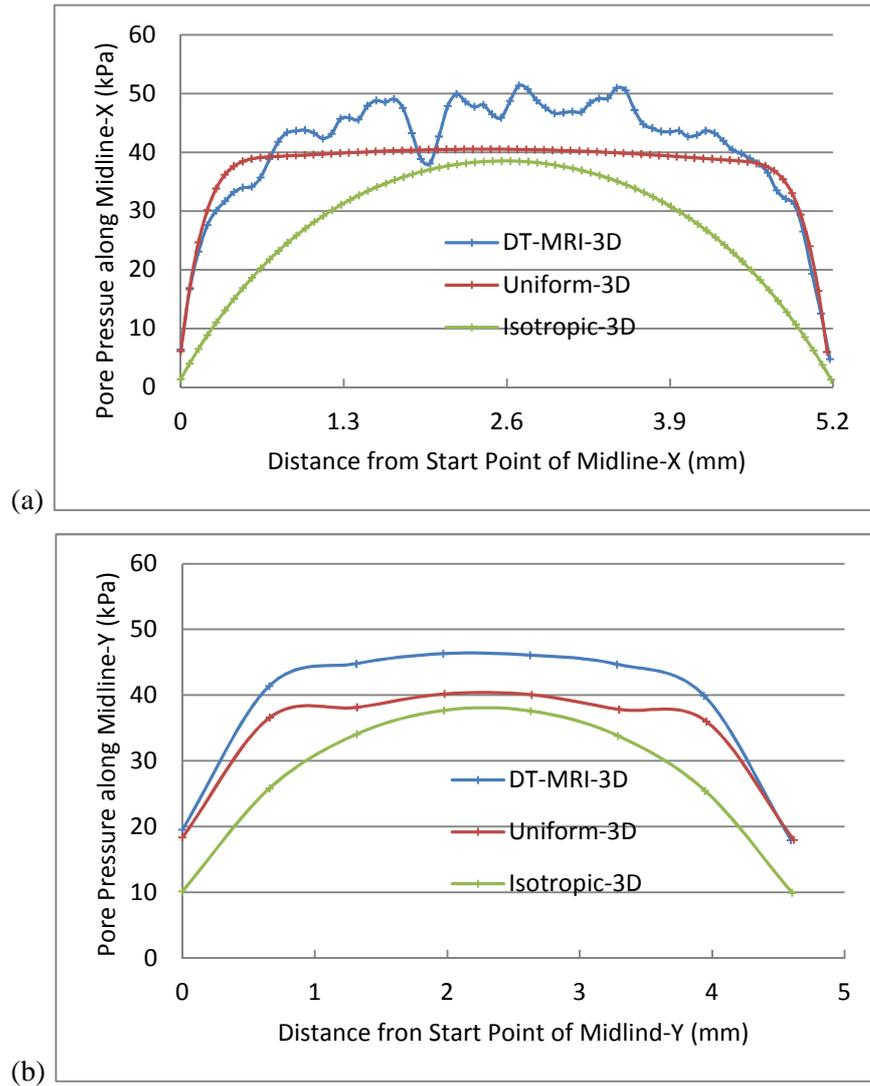 60
50
40
30
20
10
0
Pore Pressue along Midline-X (kPa)
DT-MRI-3D
Uniform-3D
Isotropic-3D
0 1.3 2.6 3.9 5.2
Distance from Start Point of Midline-X (mm)
(a)
60
50
40
30
20
10
0
Pore Pressure along Midline-Y (kPa)
DT-MRI-3D
Uniform-3D
Isotropic-3D
0 1 2 3 4 5
Distance fron Start Point of Midlind-Y (mm)
(b)